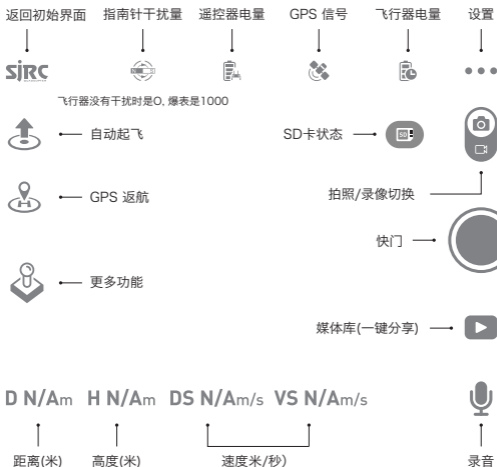 返回初始界面 指南针干扰量 遥控器电量 GPS 信号 飞行器电量 设置
SJRC
飞行器没有干扰时是O, 爆表是1000
自动起飞 SD卡状态 SD
GPS 返航 拍照/录像切换
H
快门
更多功能
媒体库(一键分享)
D N/Am H N/Am DS N/Am/s VS N/Am/s
距离(米) 高度(米) 速度米/秒) 录音